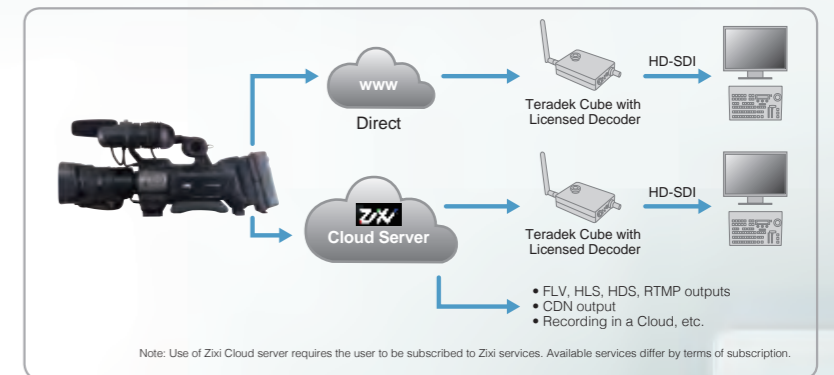 www
Direct
Teradek Cube with
Licensed Decoder
HD-SDI
ZiXi
Cloud Server
Teradek Cube with
Licensed Decoder
HD-SDI
• FLV, HLS, HDS, RTMP outputs
• CDN output
• Recording in a Cloud, etc.
Note: Use of Zixi Cloud server requires the user to be subscribed to Zixi services. Available services differ by terms of subscription.